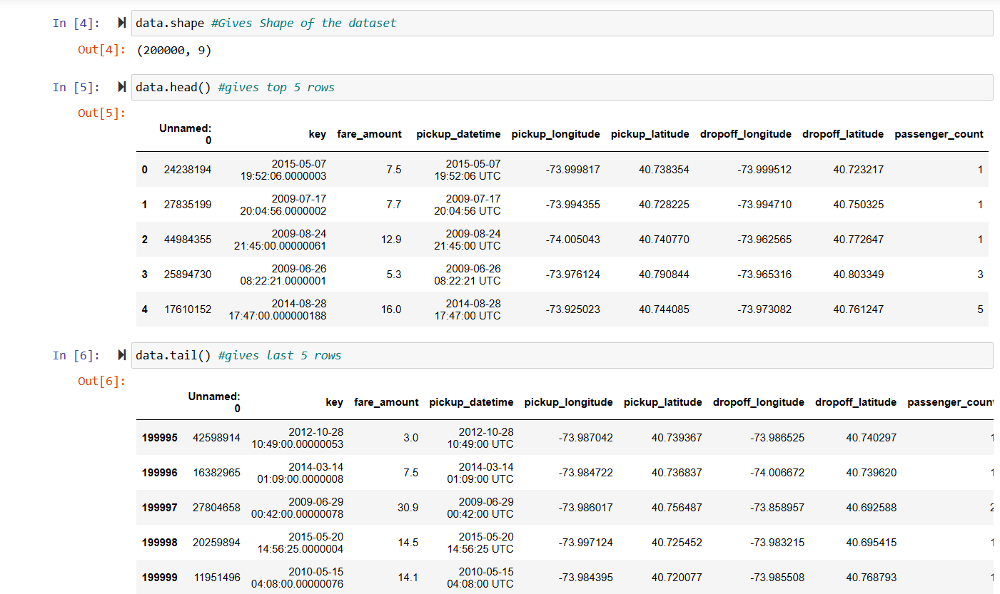 In [4]: data.shape #Gives Shape of the dataset
Out[4]: (200000, 9)
In [5]: data.head() #gives top 5 rows
Out[5]:
Unnamed: 0 key fare_amount pickup_datetime pickup_longitude pickup_latitude dropoff_longitude dropoff_latitude passenger_count
0 24238194 2015-05-07 19:52:06.0000003 7.5 2015-05-07 19:52:06 UTC -73.999817 40.738354 -73.999512 40.723217 1
1 27835199 2009-07-17 20:04:56.0000002 7.7 2009-07-17 20:04:56 UTC -73.994355 40.728225 -73.994710 40.750325 1
2 44984355 2009-08-24 21:45:00.00000061 12.9 2009-08-24 21:45:00 UTC -74.005043 40.740770 -73.962565 40.772647 1
3 25894730 2009-06-26 08:22:21.0000001 5.3 2009-06-26 08:22:21 UTC -73.976124 40.790844 -73.965316 40.803349 3
4 17610152 2014-08-28 17:47:00.000000188 16.0 2014-08-28 17:47:00 UTC -73.925023 40.744085 -73.973082 40.761247 5
In [6]: data.tail() #gives last 5 rows
Out[6]:
Unnamed: 0 key fare_amount pickup_datetime pickup_longitude pickup_latitude dropoff_longitude dropoff_latitude passenger_count
199995 42598914 2012-10-28 10:49:00.00000053 3.0 2012-10-28 10:49:00 UTC -73.987042 40.739367 -73.986525 40.740297 1
199996 16382965 2014-03-14 01:09:00.0000008 7.5 2014-03-14 01:09:00 UTC -73.984722 40.736837 -74.006672 40.739620 1
199997 27804658 2009-06-29 00:42:00.00000078 30.9 2009-06-29 00:42:00 UTC -73.986017 40.756487 -73.858957 40.692588 2
199998 20259894 2015-05-20 14:56:25.0000004 14.5 2015-05-20 14:56:25 UTC -73.997124 40.725452 -73.983215 40.695415 1
199999 11951496 2010-05-15 04:08:00.00000076 14.1 2010-05-15 04:08:00 UTC -73.984395 40.720077 -73.985508 40.768793 1